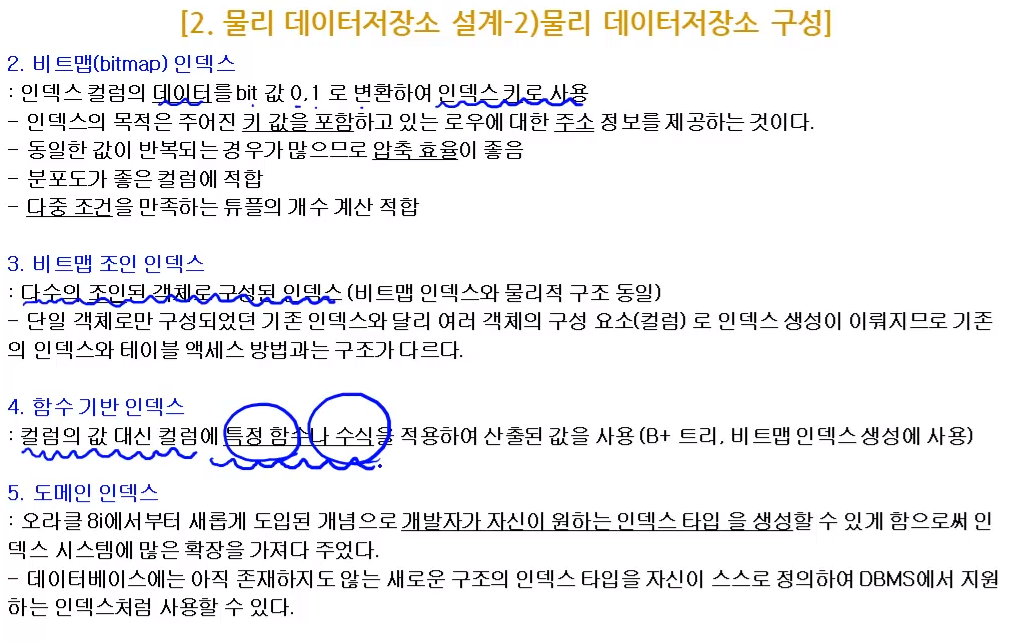 [2. 물리 데이터저장소 설계-2)물리 데이터저장소 구성]
2. 비트맵(bitmap) 인덱스
: 인덱스 컬럼의 데이터를 bit 값 0,1 로 변환하여 인덱스 키로 사용
- 인덱스의 목적은 주어진 키 값을 포함하고 있는 로우에 대한 주소 정보를 제공하는 것이다.
- 동일한 값이 반복되는 경우가 많으므로 압축 효율이 좋음
- 분포도가 좋은 컬럼에 적합
- 다중 조건을 만족하는 튜플의 개수 계산 적합
3. 비트맵 조인 인덱스
: 다수의 조인된 객체로 구성된 인덱스 (비트맵 인덱스와 물리적 구조 동일)
- 단일 객체로만 구성되었던 기존 인덱스와 달리 여러 객체의 구성 요소(컬럼) 로 인덱스 생성이 이뤄지므로 기존
의 인덱스와 테이블 액세스 방법과는 구조가 다르다.
4. 함수 기반 인덱스
: 컬럼의 값 대신 컬럼에 특정 함수나 수식을 적용하여 산출된 값을 사용 (B+ 트리, 비트맵 인덱스 생성에 사용)
5. 도메인 인덱스
: 오라클 8i에서부터 새롭게 도입된 개념으로 개발자가 자신이 원하는 인덱스 타입 을 생성할 수 있게 함으로써 인
덱스 시스템에 많은 확장을 가져다 주었다.
- 데이터베이스에는 아직 존재하지도 않는 새로운 구조의 인덱스 타입을 자신이 스스로 정의하여 DBMS에서 지원
하는 인덱스처럼 사용할 수 있다.